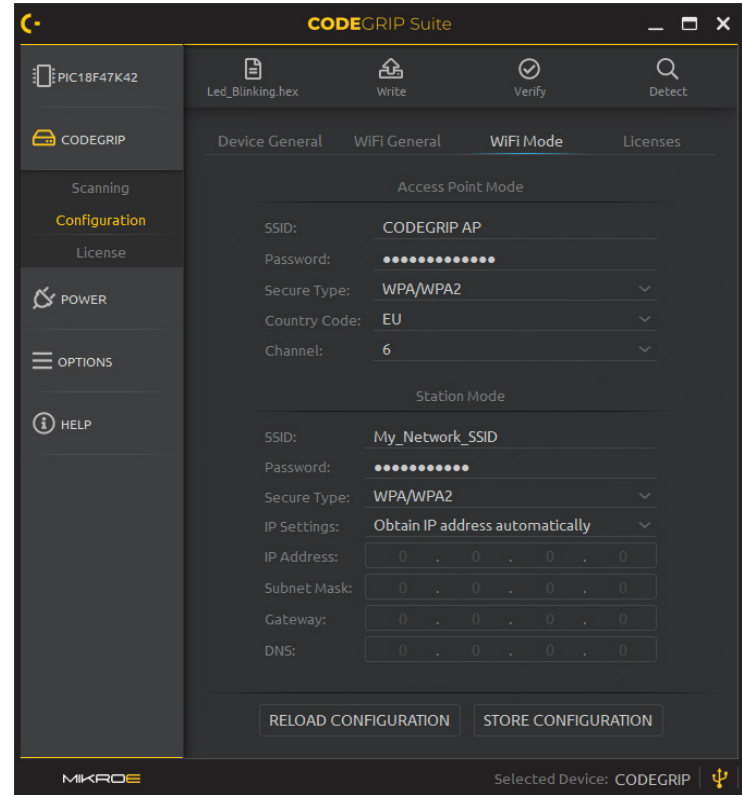 CODEGRIP Suite
PIC18F47K42
Led_Blinking.hex
Write
Verify
Detect
CODEGRIP
Scanning
Configuration
License
POWER
OPTIONS
HELP
Device General WiFi General WiFi Mode Licenses
Access Point Mode
SSID: CODEGRIP AP
Password: ●●●●●●●●●●●●●
Secure Type: WPA/WPA2
Country Code: EU
Channel: 6
Station Mode
SSID: My_Network_SSID
Password: ●●●●●●●●●●●
Secure Type: WPA/WPA2
IP Settings: Obtain IP address automatically
IP Address: 0 . 0 . 0 . 0
Subnet Mask: 0 . 0 . 0 . 0
Gateway: 0 . 0 . 0 . 0
DNS: 0 . 0 . 0 . 0
RELOAD CONFIGURATION STORE CONFIGURATION
MIKROE
Selected Device: CODEGRIP